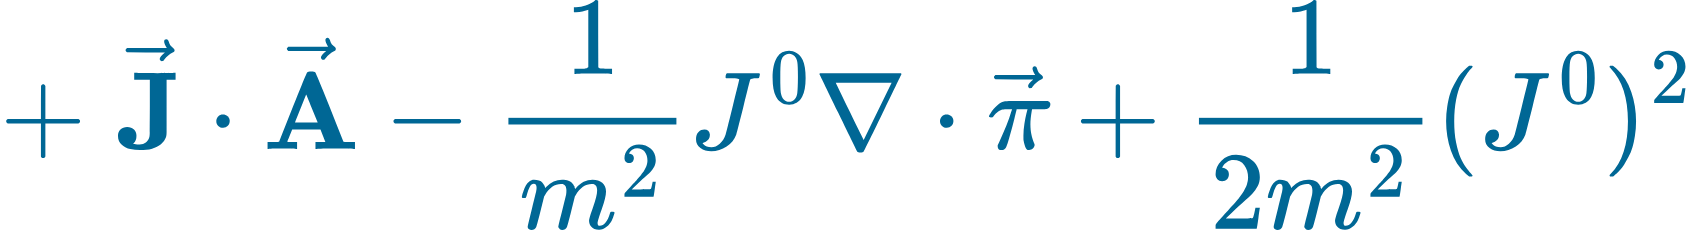 $+ \vec{\mathbf{J}} \cdot \vec{\mathbf{A}} - \frac{1}{m^2} J^0 \nabla \cdot \vec{\pi} + \frac{1}{2m^2} (J^0)^2$